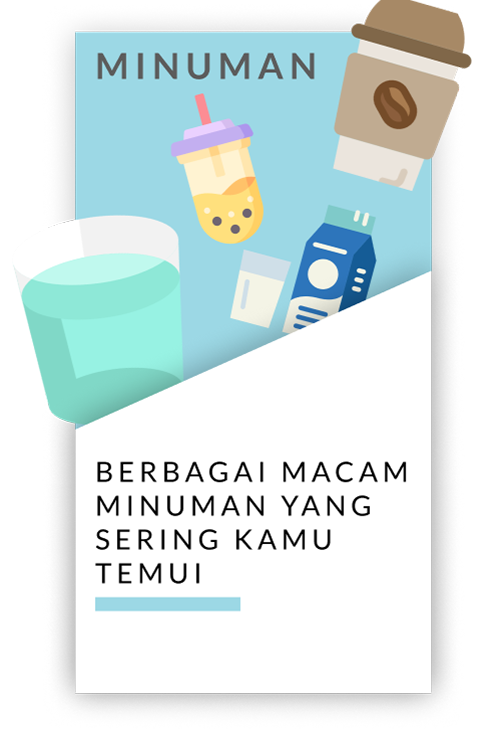 MINUMAN
BERBAGAI MACAM
MINUMAN YANG
SERING KAMU
TEMUI